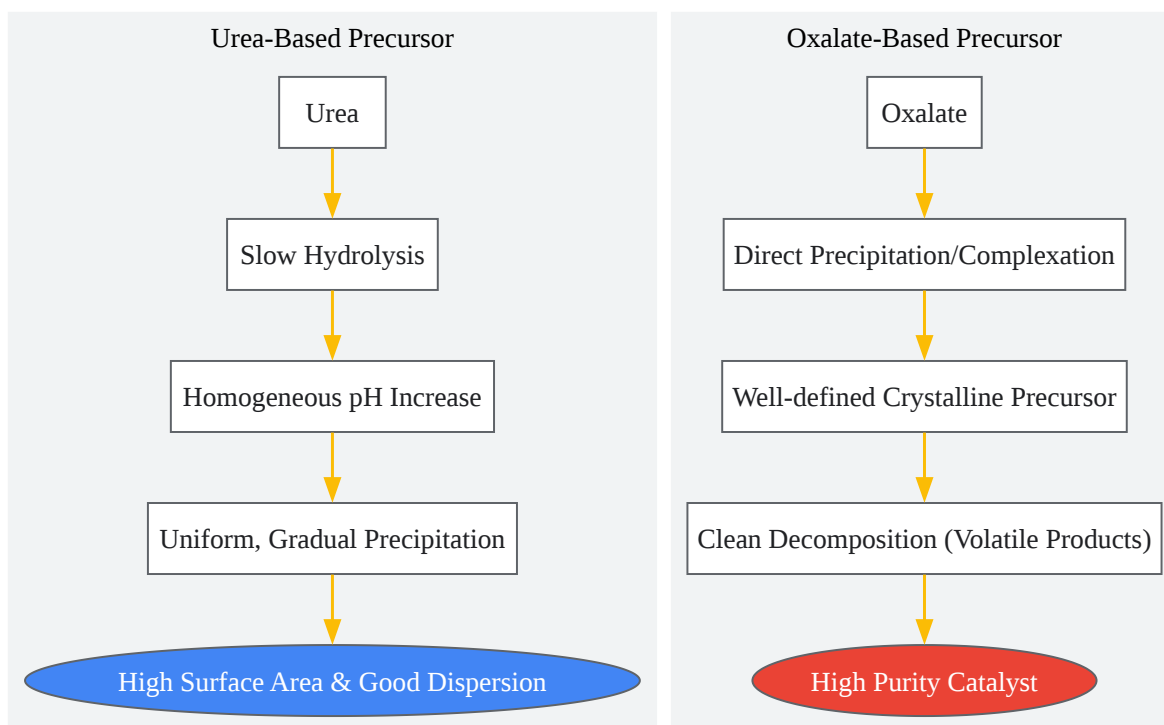 Urea-Based Precursor
Urea
Slow Hydrolysis
Homogeneous pH Increase
Uniform, Gradual Precipitation
High Surface Area & Good Dispersion
Oxalate-Based Precursor
Oxalate
Direct Precipitation/Complexation
Well-defined Crystalline Precursor
Clean Decomposition (Volatile Products)
High Purity Catalyst